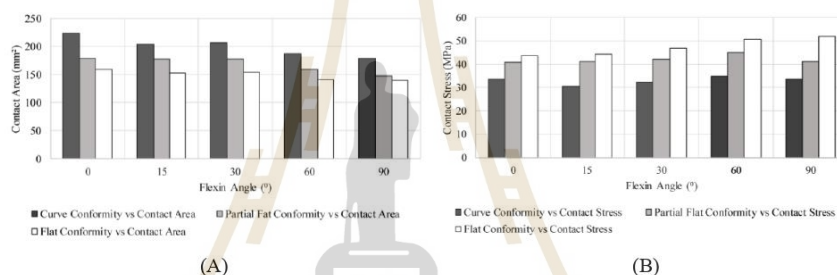 250
200
150
100
50
0
Contact Area (mm²)
0 15 30 60 90
Flexin Angle (º)
Curve Conformity vs Contact Area
Partial Fat Conformity vs Contact Area
Flat Conformity vs Contact Area
(A)
60
50
40
30
20
10
0
Contact Stress (MPa)
0 15 30 60 90
Flexin Angle (º)
Curve Conformity vs Contact Stress
Partial Flat Conformity vs Contact Stress
Flat Conformity vs Contact Stress
(B)